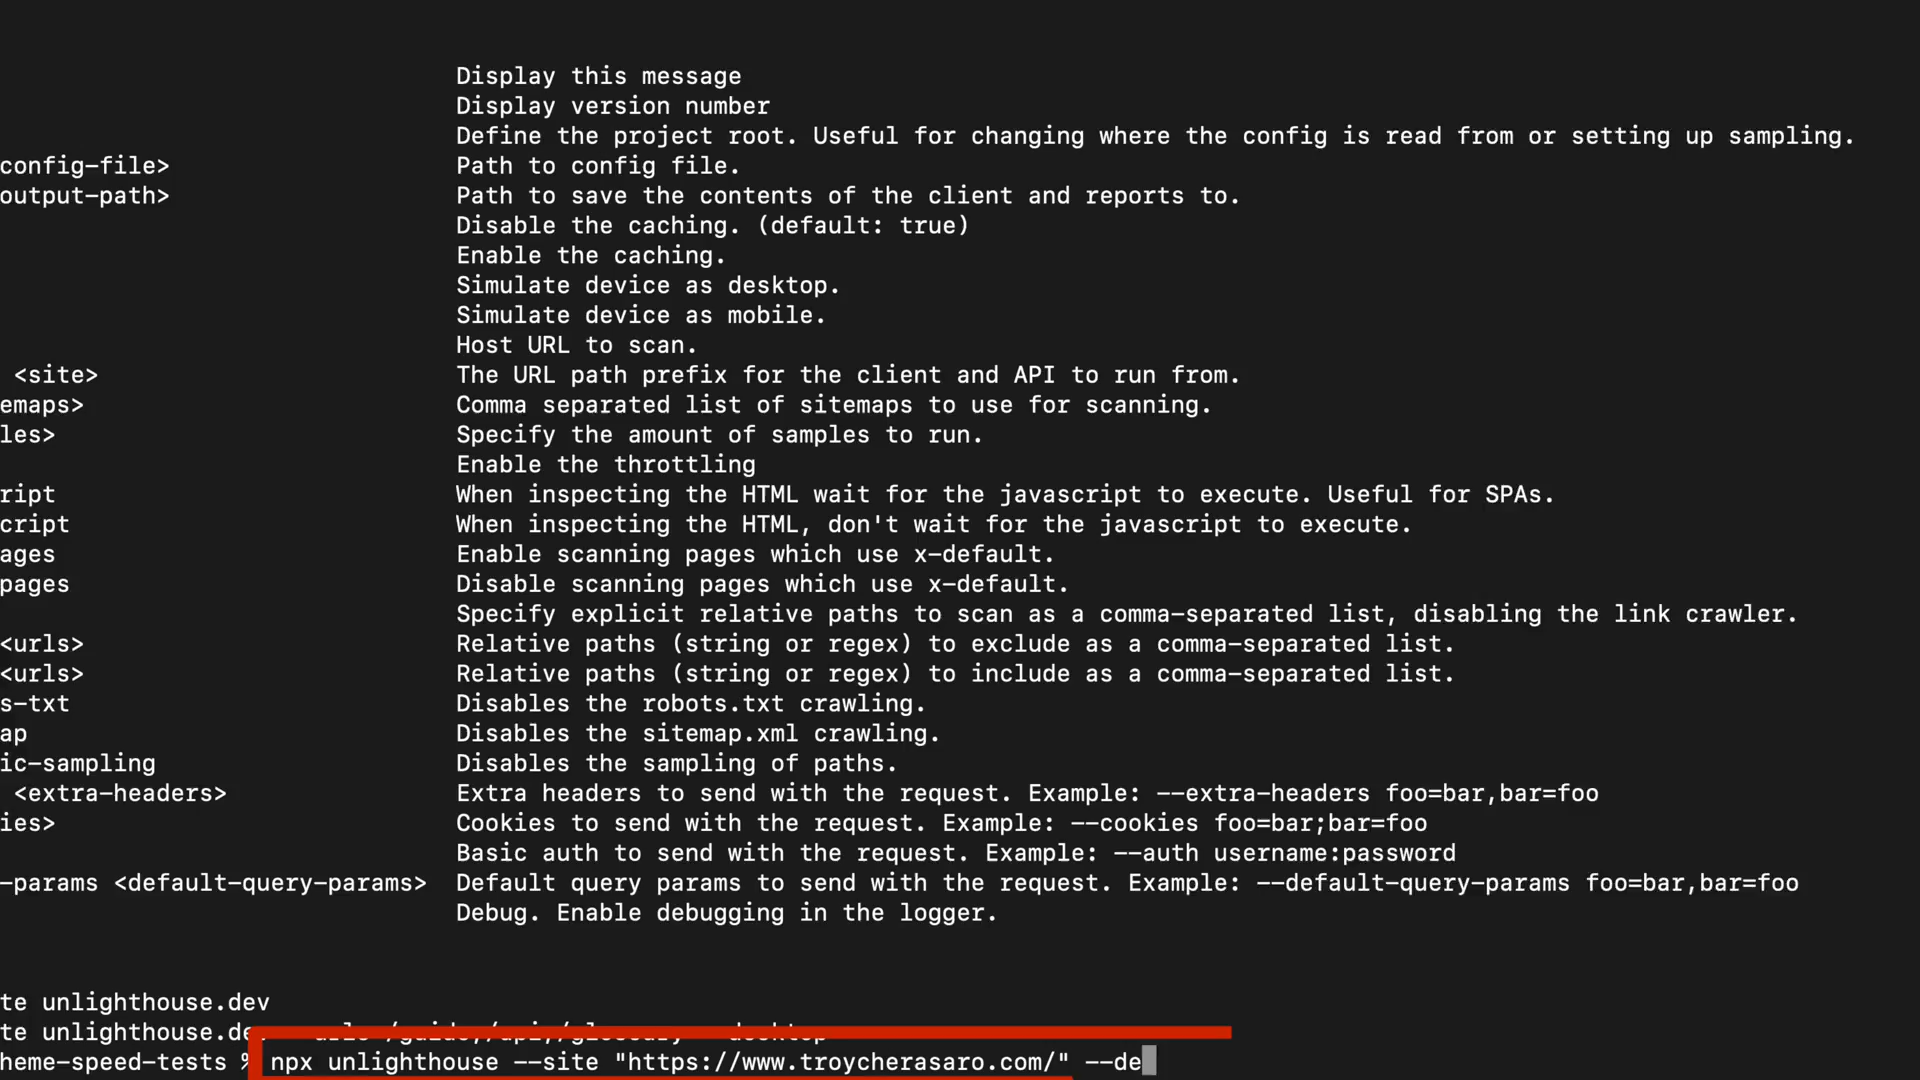 Display this message
Display version number
Define the project root. Useful for changing where the config is read from or setting up sampling.
config-file> Path to config file.
output-path> Path to save the contents of the client and reports to.
Disable the caching. (default: true)
Enable the caching.
Simulate device as desktop.
Simulate device as mobile.
Host URL to scan.
<site> The URL path prefix for the client and API to run from.
emaps> Comma separated list of sitemaps to use for scanning.
les> Specify the amount of samples to run.
Enable the throttling
ript When inspecting the HTML wait for the javascript to execute. Useful for SPAs.
cript When inspecting the HTML, don't wait for the javascript to execute.
ages Enable scanning pages which use x-default.
pages Disable scanning pages which use x-default.
Specify explicit relative paths to scan as a comma-separated list, disabling the link crawler.
<urls> Relative paths (string or regex) to exclude as a comma-separated list.
<urls> Relative paths (string or regex) to include as a comma-separated list.
s-txt Disables the robots.txt crawling.
ap Disables the sitemap.xml crawling.
ic-sampling Disables the sampling of paths.
<extra-headers> Extra headers to send with the request. Example: --extra-headers foo=bar,bar=foo
ies> Cookies to send with the request. Example: --cookies foo=bar;bar=foo
Basic auth to send with the request. Example: --auth username:password
-params <default-query-params> Default query params to send with the request. Example: --default-query-params foo=bar,bar=foo
Debug. Enable debugging in the logger.
te unlighthouse.dev
te unlighthouse.de
heme-speed-tests % npx unlighthouse --site "https://www.troycherasaro.com/" --de